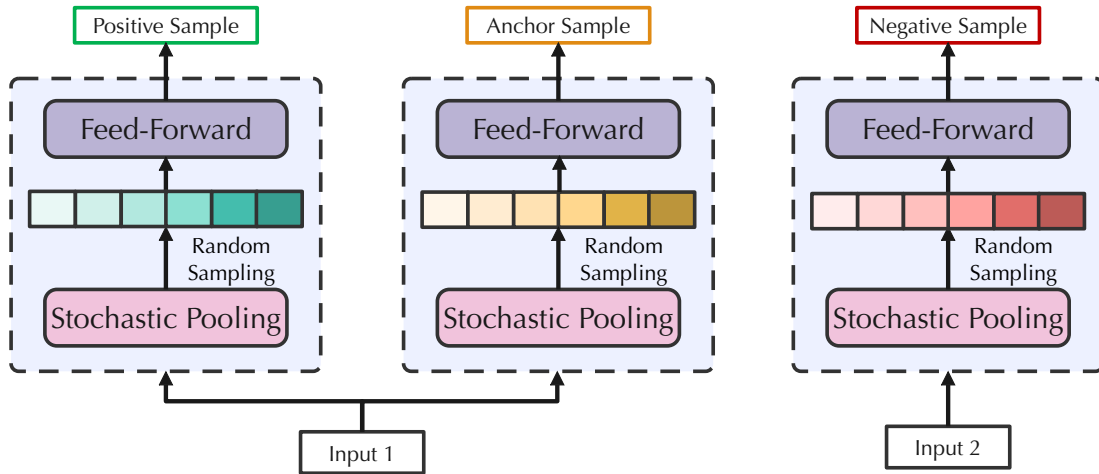 Positive Sample
Anchor Sample
Negative Sample
Feed-Forward
Feed-Forward
Feed-Forward
Random
Sampling
Random
Sampling
Random
Sampling
Stochastic Pooling
Stochastic Pooling
Stochastic Pooling
Input 1
Input 2